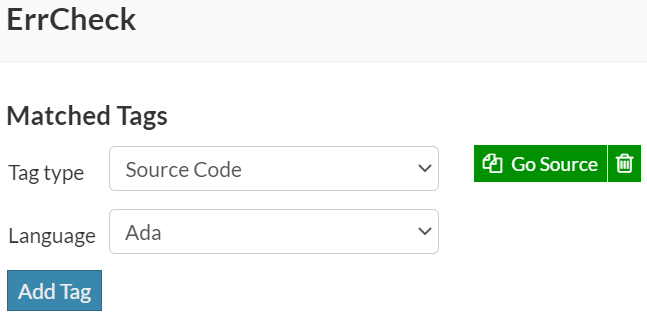 ErrCheck
Matched Tags
Tag type
Source Code
Go Source
Language
Ada
Add Tag